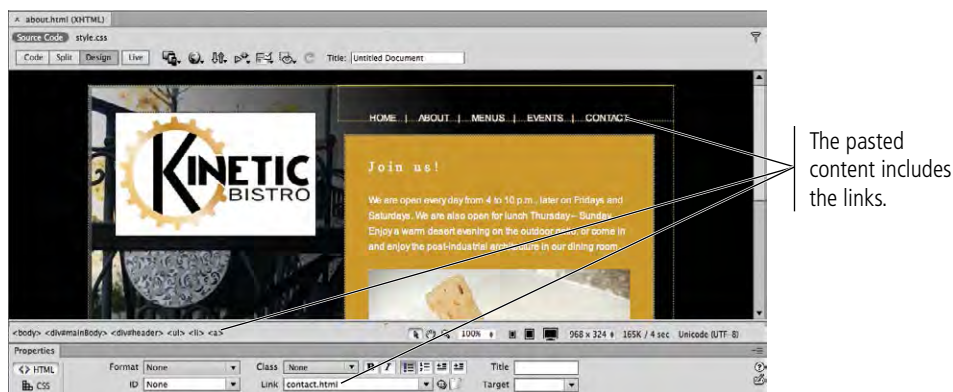 × about.html (XHTML)
Source Code style.css
Code Split Design Live Title: Untitled Document
HOME | ABOUT | MENUS | EVENTS | CONTACT
KINETIC
BISTRO
Join us!
We are open every day from 4 to 10 p.m., later on Fridays and
Saturdays. We are also open for lunch Thursday – Sunday.
Enjoy a warm desert evening on the outdoor patio, or come in
and enjoy the post-industrial architecture in our dining room.
The pasted
content includes
the links.
<body> <div#mainBody> <div#header> <ul> <li> <a>
100% 968 x 324 165K / 4 sec Unicode (UTF-8)
Properties
<> HTML Format None Class None B I Title
CSS ID None Link contact.html Target